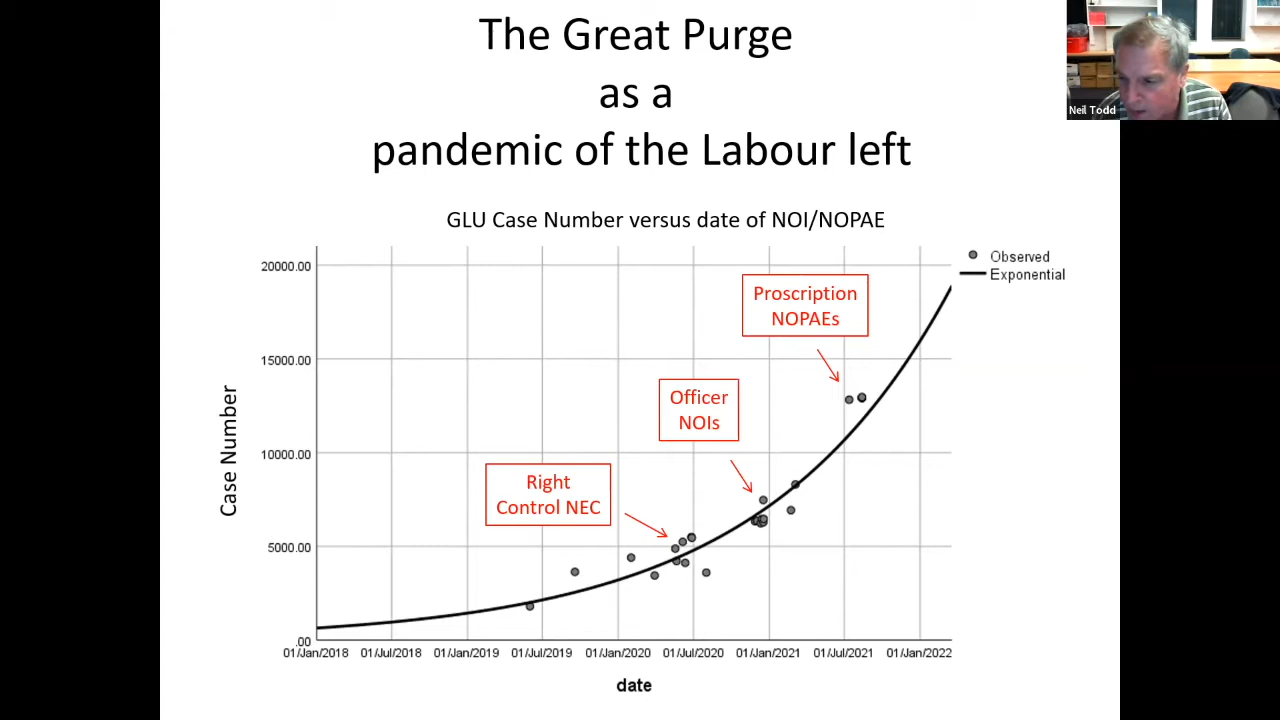 The Great Purge
as a
pandemic of the Labour left
Neil Todd
GLU Case Number versus date of NOI/NOPAE
Observed
Exponential
20000.00
15000.00
10000.00
5000.00
.00
Case Number
Proscription
NOPAEs
Officer
NOIs
Right
Control NEC
01/Jan/2018
01/Jul/2018
01/Jan/2019
01/Jul/2019
01/Jan/2020
01/Jul/2020
01/Jan/2021
01/Jul/2021
01/Jan/2022
date